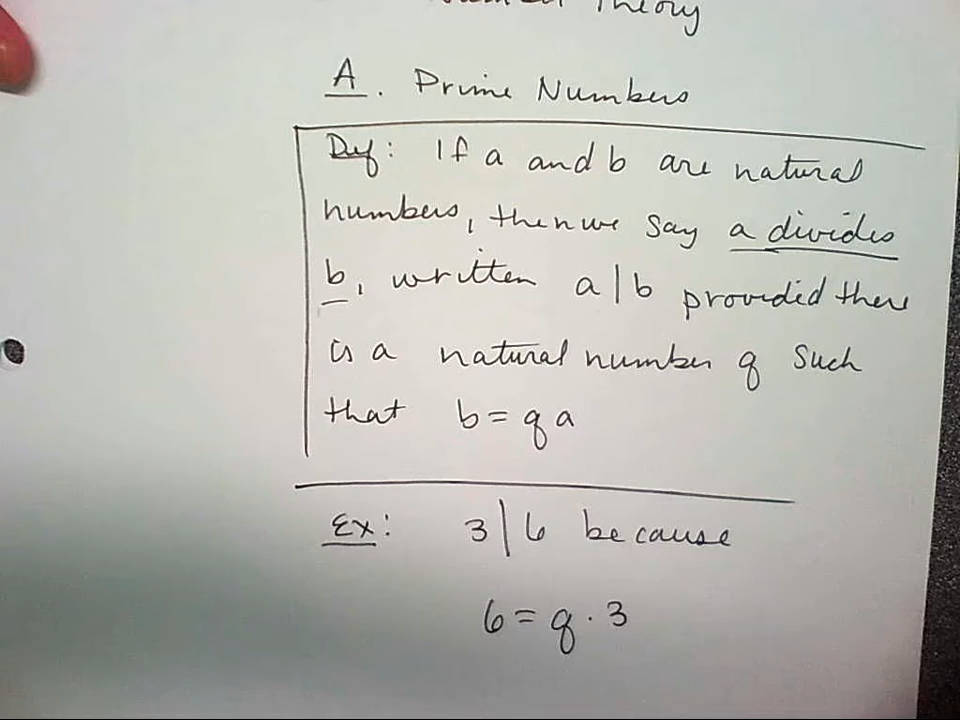 Theory
A. Prime Numbers
Def: If a and b are natural
numbers, then we say a divides
b, written a|b provided there
is a natural number q such
that b = q a
Ex: 3|6 because
6 = q · 3